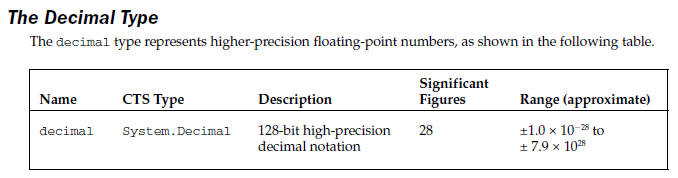 The Decimal Type
The decimal type represents higher-precision floating-point numbers, as shown in the following table.
Significant
Name CTS Type Description Figures Range (approximate)
decimal System.Decimal 128-bit high-precision 28 ±1.0 × 10⁻²⁸ to
decimal notation ± 7.9 × 10²⁸